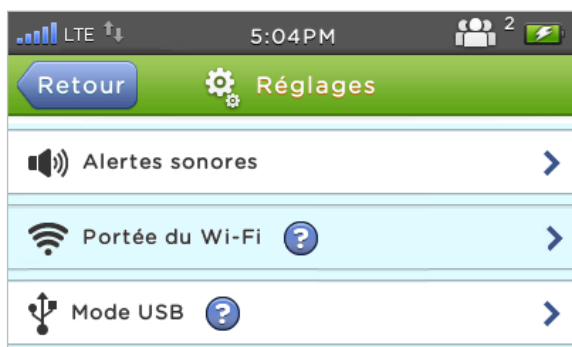 LTE 5:04PM 2
Retour Réglages
Alertes sonores
Portée du Wi-Fi ?
Mode USB ?